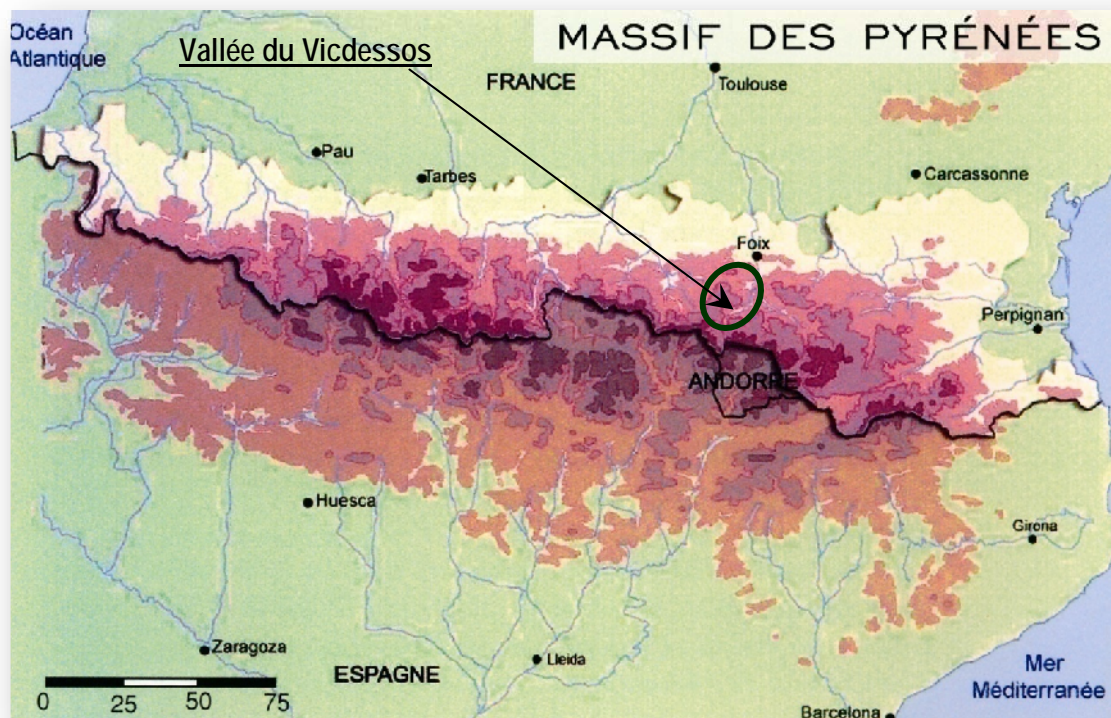 MASSIF DES PYRÉNÉES
Océan
Atlantique
Vallée du Vicdessos
FRANCE
Toulouse
Pau
Tarbes
Carcassonne
Foix
Perpignan
ANDORRE
Huesca
Girona
Zaragoza
Lleida
ESPAGNE
Mer
Méditerranée
Barcelona
0 25 50 75